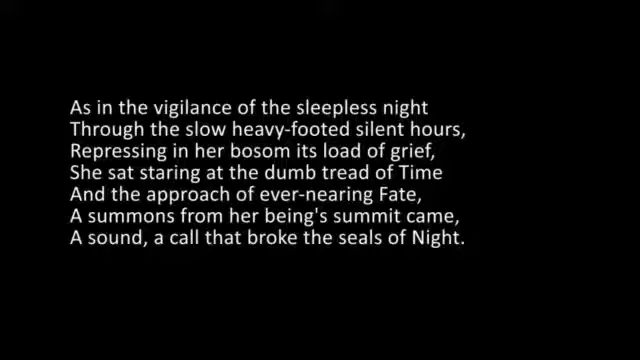 As in the vigilance of the sleepless night
Through the slow heavy-footed silent hours,
Repressing in her bosom its load of grief,
She sat staring at the dumb tread of Time
And the approach of ever-nearing Fate,
A summons from her being's summit came,
A sound, a call that broke the seals of Night.